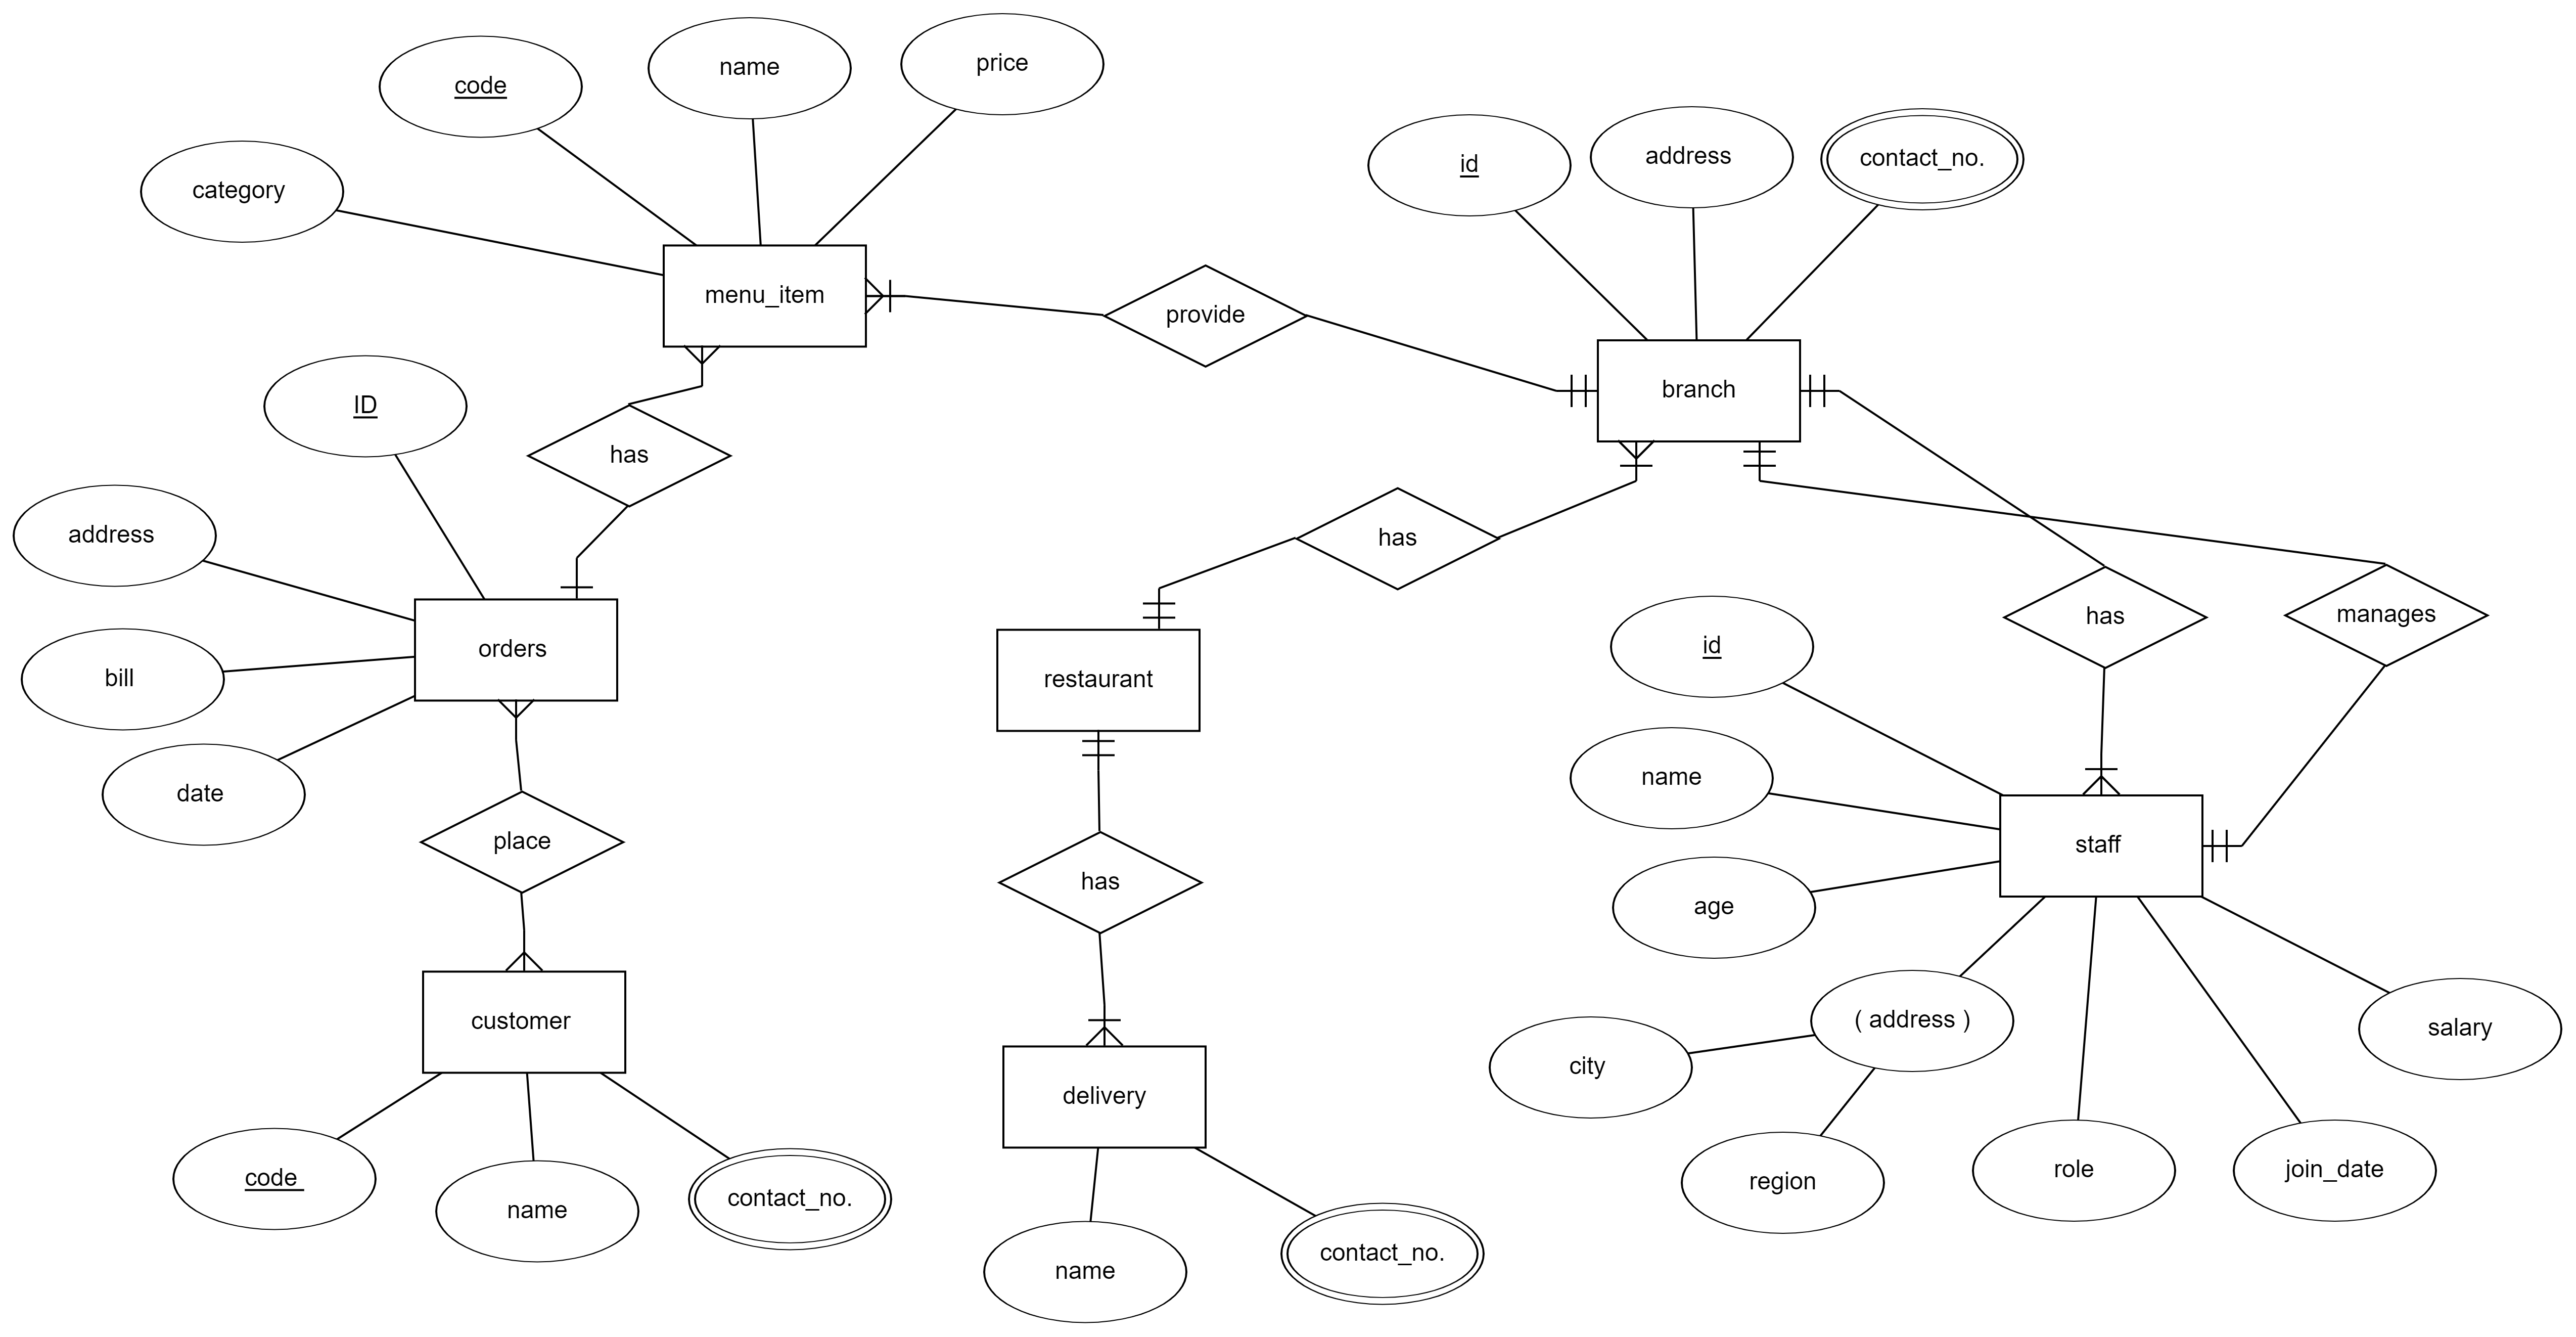 price
name
code
address
contact_no.
id
category
menu_item
provide
branch
ID
has
address
has
manages
has
id
orders
bill
restaurant
name
date
place
has
staff
age
customer
( address )
salary
city
delivery
code
role
join_date
region
contact_no.
name
contact_no.
name